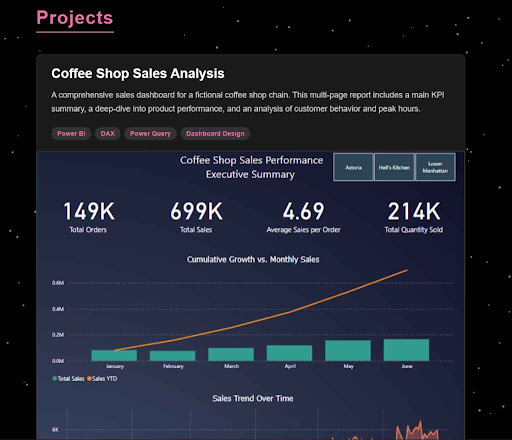 Projects
Coffee Shop Sales Analysis
A comprehensive sales dashboard for a fictional coffee shop chain. This multi-page report includes a main KPI
summary, a deep-dive into product performance, and an analysis of customer behavior and peak hours.
Power BI DAX Power Query Dashboard Design
Coffee Shop Sales Performance
Executive Summary
Astoria Hell's Kitchen Lower
Manhattan
149K 699K 4.69 214K
Total Orders Total Sales Average Sales per Order Total Quantity Sold
Cumulative Growth vs. Monthly Sales
0.6M
0.4M
0.2M
0.0M
January February March April May June
Total Sales Sales YTD
Sales Trend Over Time
6K